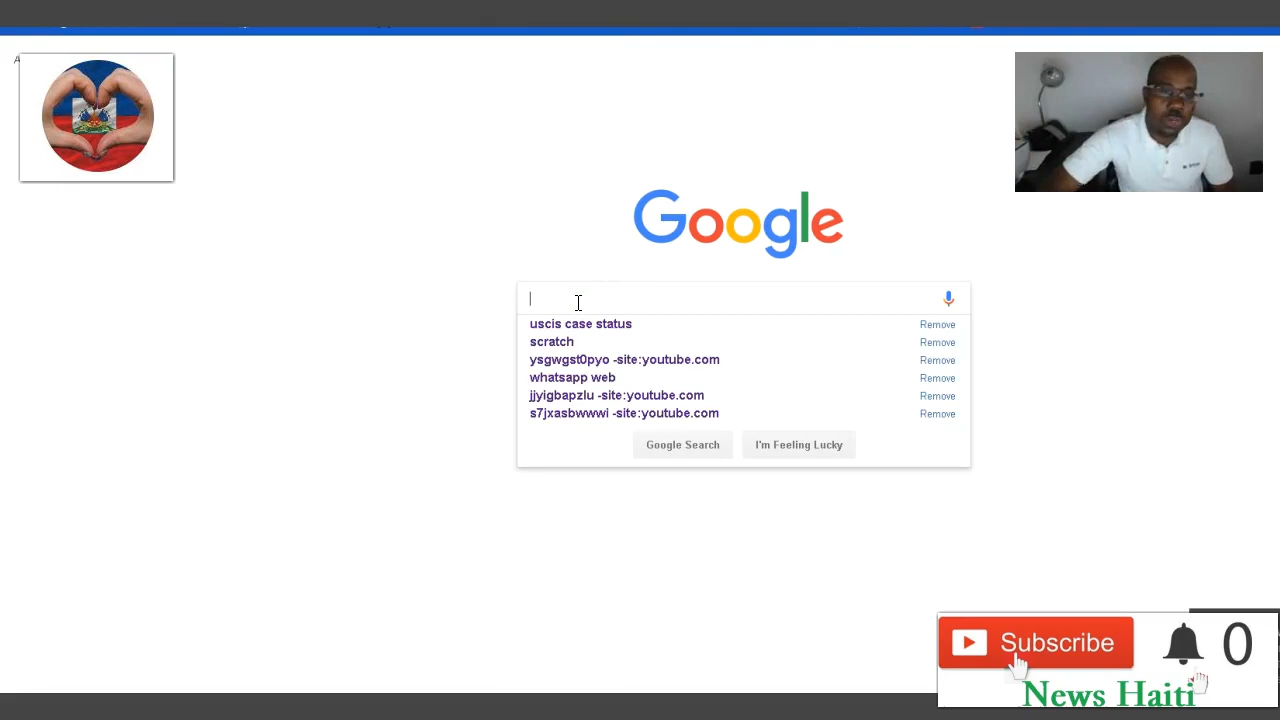 Google
uscis case status Remove
scratch Remove
ysgwgst0pyo -site:youtube.com Remove
whatsapp web Remove
jjyigbapzlu -site:youtube.com Remove
s7jxasbwwwi -site:youtube.com Remove
Google Search I'm Feeling Lucky
Subscribe 0
News Haiti